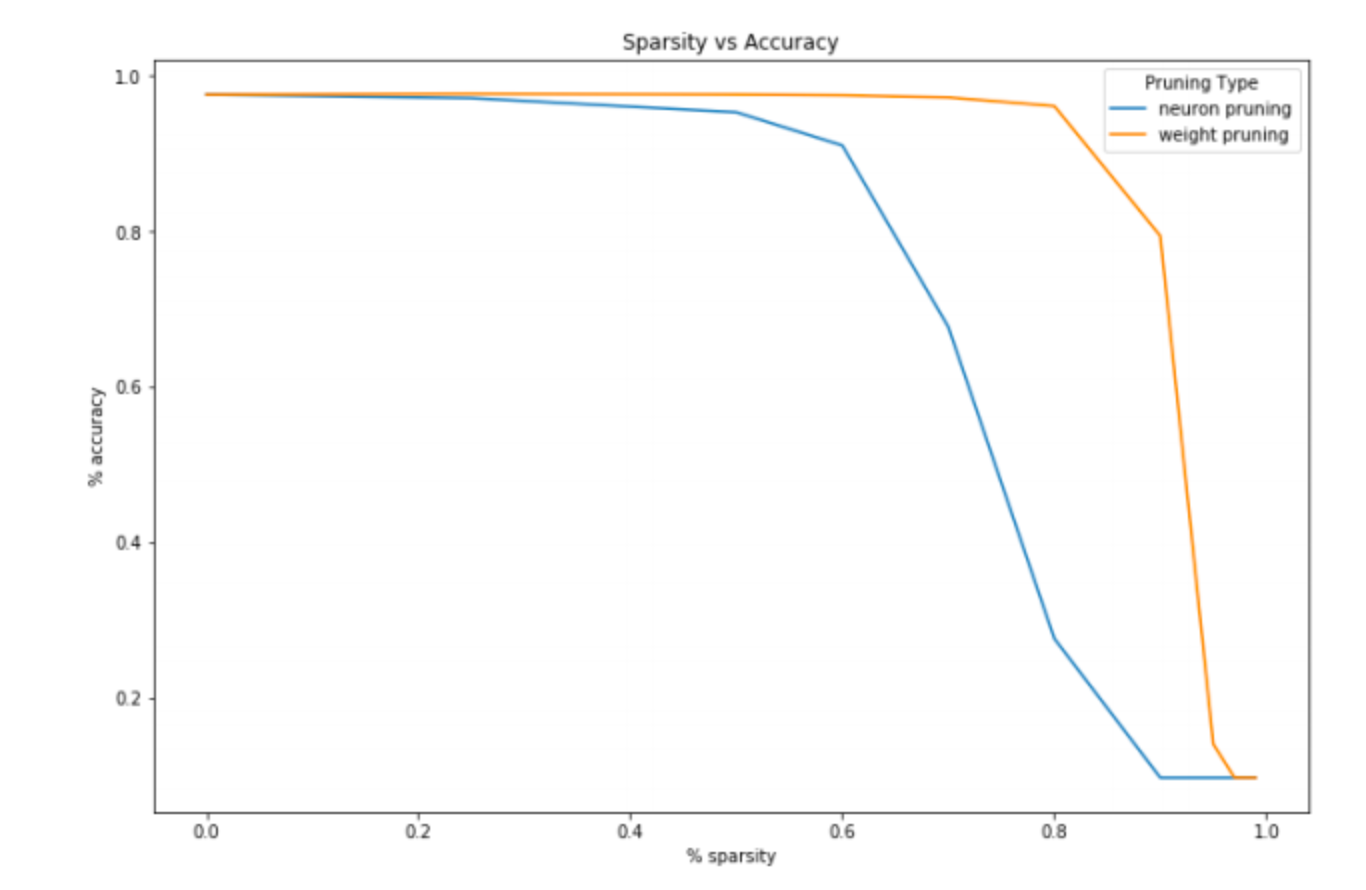 Sparsity vs Accuracy
Pruning Type
neuron pruning
weight pruning
1.0
0.8
0.6
0.4
0.2
% accuracy
0.0
0.2
0.4
0.6
0.8
1.0
% sparsity